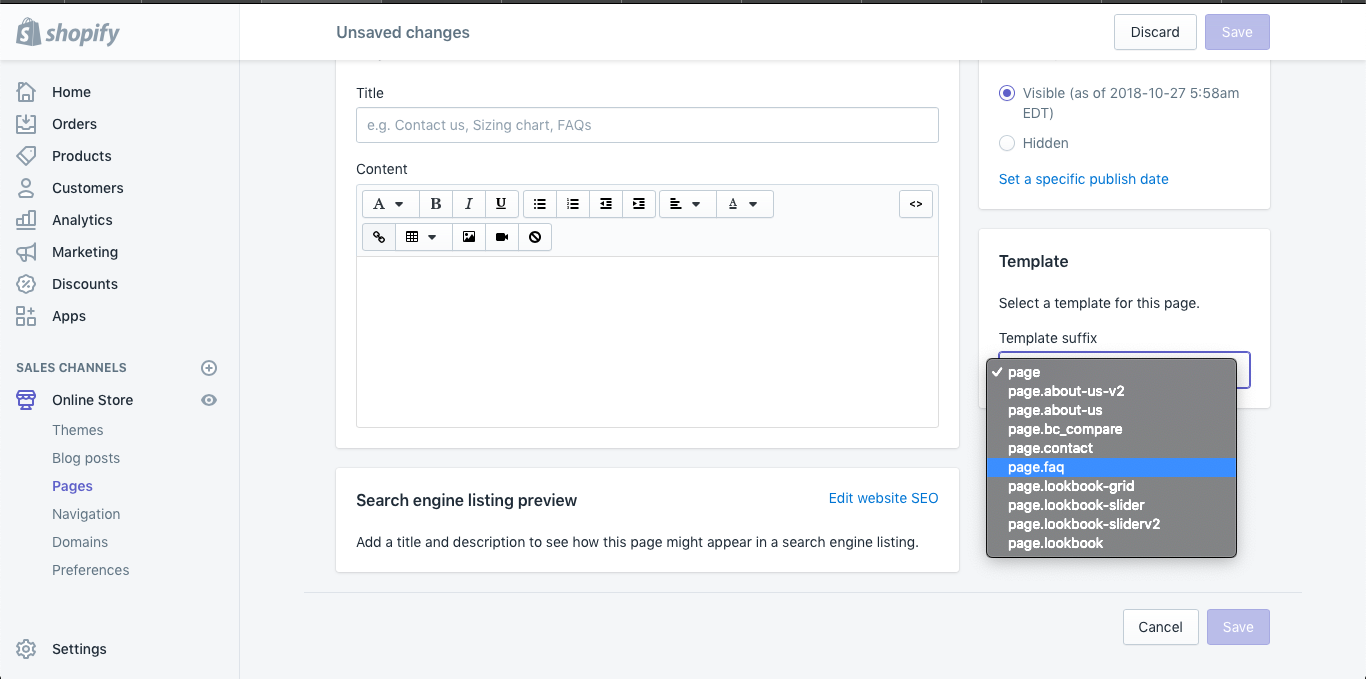 shopify
Unsaved changes
Discard
Save
Home
Orders
Products
Customers
Analytics
Marketing
Discounts
Apps
SALES CHANNELS
Online Store
Themes
Blog posts
Pages
Navigation
Domains
Preferences
Settings
Title
e.g. Contact us, Sizing chart, FAQs
Content
A
B
I
U
A
<>
Search engine listing preview
Edit website SEO
Add a title and description to see how this page might appear in a search engine listing.
Visible (as of 2018-10-27 5:58am
EDT)
Hidden
Set a specific publish date
Template
Select a template for this page.
Template suffix
page
page.about-us-v2
page.about-us
page.bc_compare
page.contact
page.faq
page.lookbook-grid
page.lookbook-slider
page.lookbook-sliderv2
page.lookbook
Cancel
Save